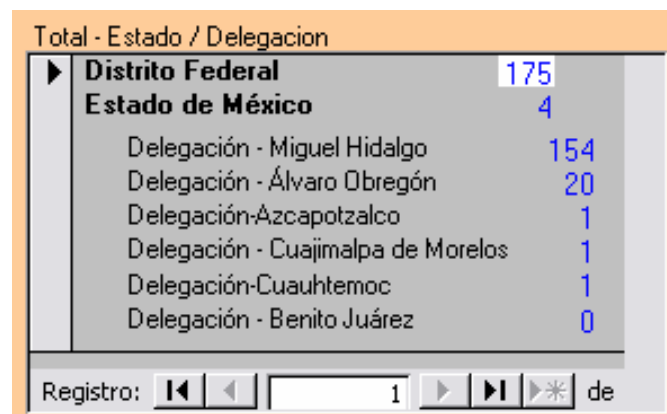 Total - Estado / Delegacion
Distrito Federal 175
Estado de México 4
Delegación - Miguel Hidalgo 154
Delegación - Álvaro Obregón 20
Delegación-Azcapotzalco 1
Delegación - Cuajimalpa de Morelos 1
Delegación-Cuauhtemoc 1
Delegación - Benito Juárez 0
Registro: 1 de